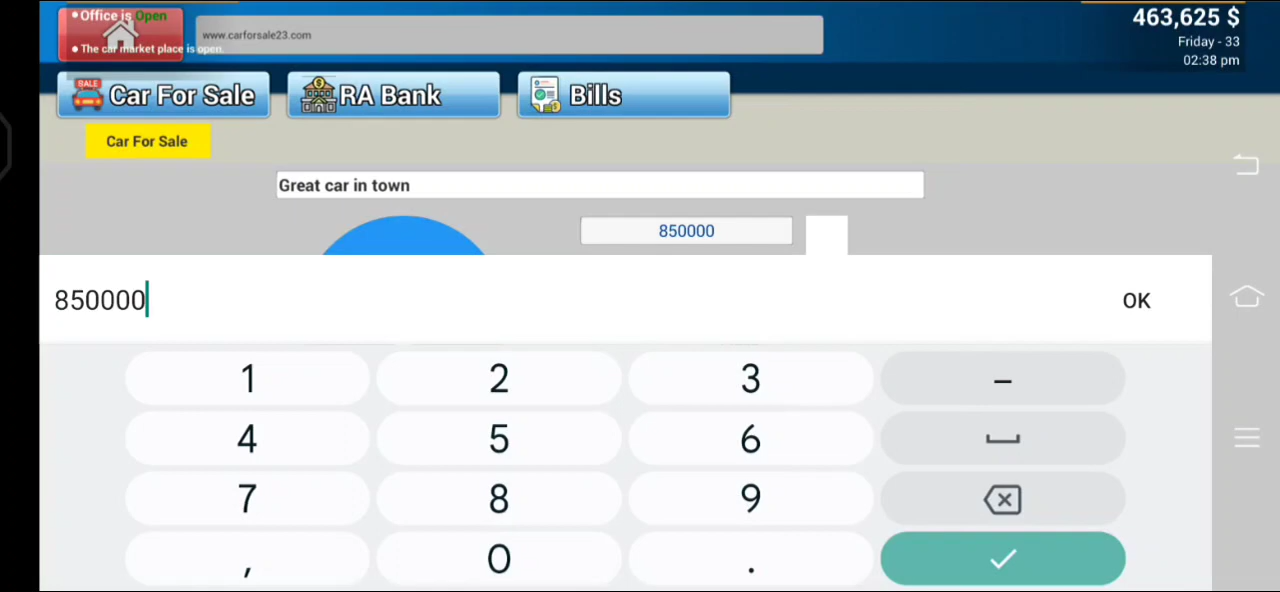 • Office is Open
• The car market place is open.
www.carforsale23.com
463,625 $
Friday - 33
02:38 pm
SALE
Car For Sale
RA Bank
Bills
Car For Sale
Great car in town
850000
850000
OK
1 2 3 –
4 5 6
7 8 9
, 0 .